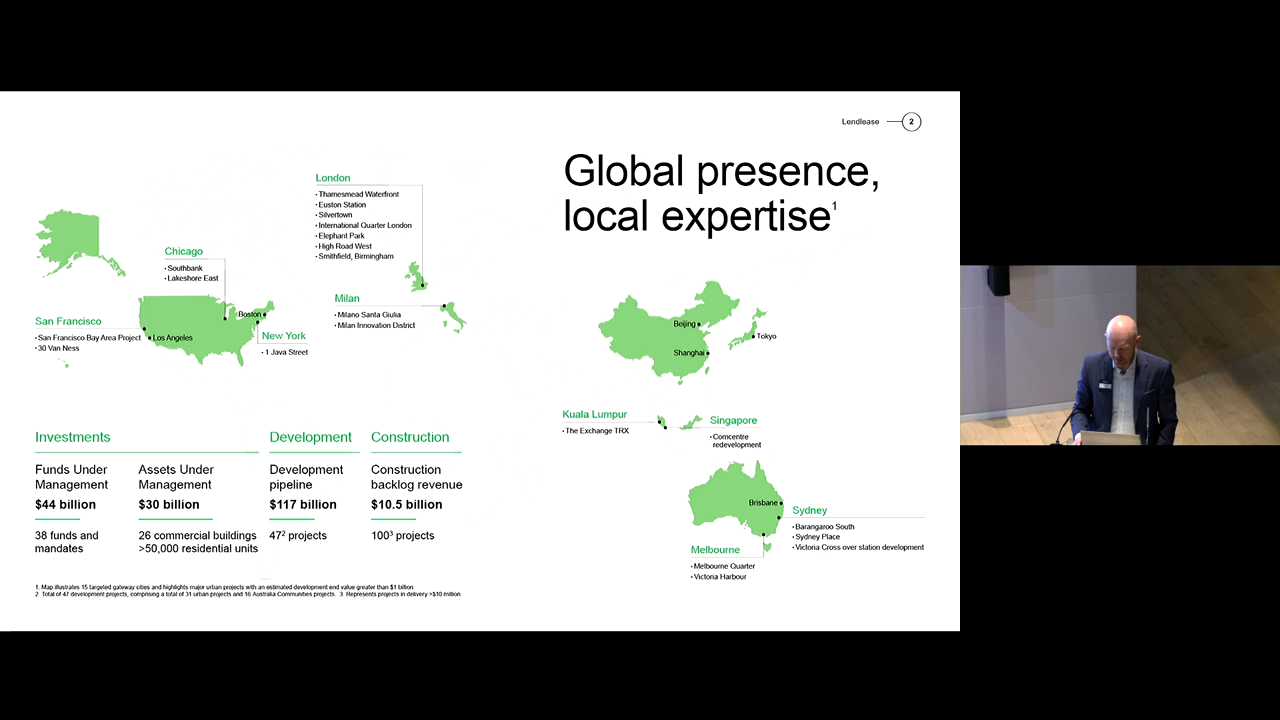 Lendlease
2
Global presence,
local expertise1
London
• Thamesmead Waterfront
• Euston Station
• Silvertown
• International Quarter London
• Elephant Park
• High Road West
• Smithfield, Birmingham
Chicago
• Southbank
• Lakeshore East
Milan
• Milano Santa Giulia
• Milan Innovation District
San Francisco
• San Francisco Bay Area Project
• 30 Van Ness
Los Angeles
Boston
New York
• 1 Java Street
Beijing
Shanghai
Tokyo
Kuala Lumpur
• The Exchange TRX
Singapore
• Comcentre
redevelopment
Brisbane
Sydney
• Barangaroo South
• Sydney Place
• Victoria Cross over station development
Melbourne
• Melbourne Quarter
• Victoria Harbour
Investments
Funds Under
Management
$44 billion
38 funds and
mandates
Assets Under
Management
$30 billion
26 commercial buildings
>50,000 residential units
Development
Development
pipeline
$117 billion
47² projects
Construction
Construction
backlog revenue
$10.5 billion
100³ projects
1. Map illustrates 15 targeted gateway cities and highlights major urban projects with an estimated development end value greater than $1 billion
2. Total of 47 development projects, comprising a total of 31 urban projects and 16 Australia Communities projects. 3. Represents projects in delivery >$10 million